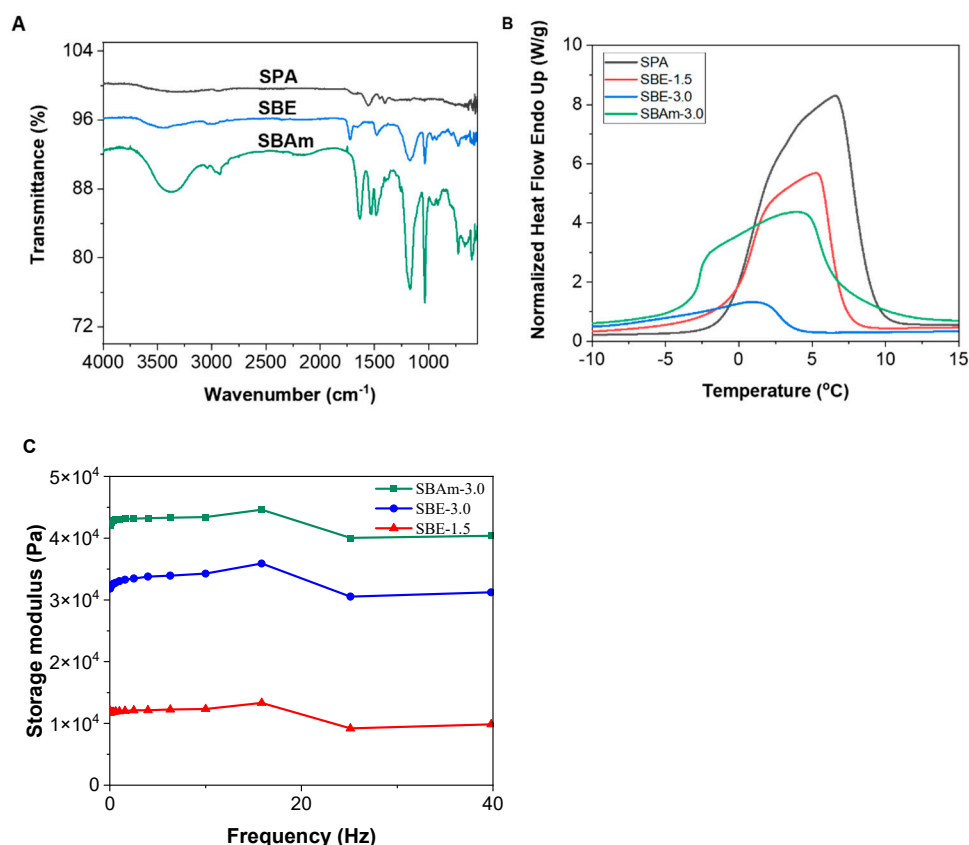 A
104
96
88
80
72
Transmittance (%)
SPA
SBE
SBAm
4000 3500 3000 2500 2000 1500 1000
Wavenumber (cm⁻¹)
B
10
8
6
4
2
0
Normalized Heat Flow Endo Up (W/g)
SPA
SBE-1.5
SBE-3.0
SBAm-3.0
-10 -5 0 5 10 15
Temperature (°C)
C
5×10⁴
4×10⁴
3×10⁴
2×10⁴
1×10⁴
0
Storage modulus (Pa)
SBAm-3.0
SBE-3.0
SBE-1.5
0 20 40
Frequency (Hz)